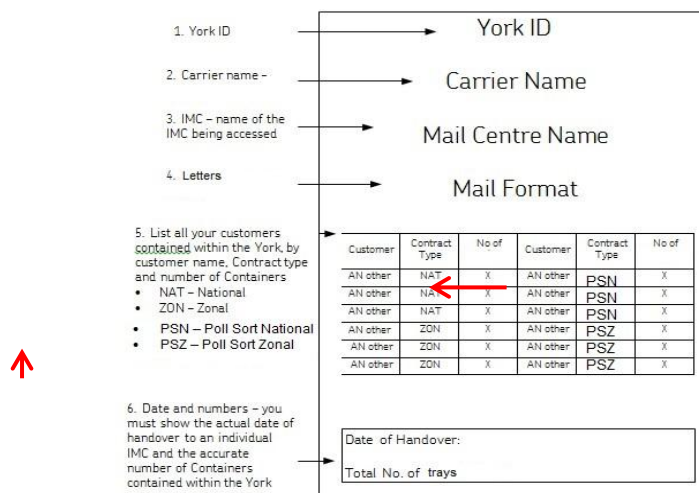 1. York ID
York ID
2. Carrier name –
Carrier Name
3. IMC – name of the
IMC being accessed
Mail Centre Name
4. Letters
Mail Format
5. List all your customers
contained within the York, by
customer name, Contract type
and number of Containers
• NAT – National
• ZON – Zonal
• PSN – Poll Sort National
• PSZ – Poll Sort Zonal
Customer Contract Type No of Customer Contract Type No of
AN other NAT X AN other PSN X
AN other NAT X AN other PSN X
AN other NAT X AN other PSN X
AN other ZON X AN other PSZ X
AN other ZON X AN other PSZ X
AN other ZON X AN other PSZ X
6. Date and numbers – you
must show the actual date of
handover to an individual
IMC and the accurate
number of Containers
contained within the York
Date of Handover:
Total No. of trays